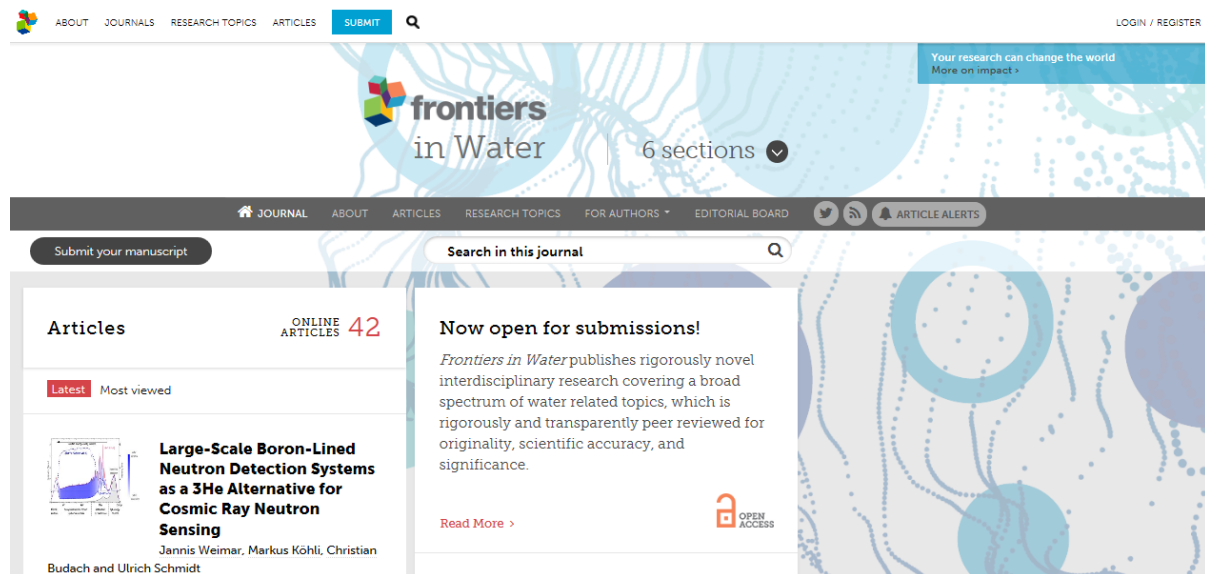 ABOUT JOURNALS RESEARCH TOPICS ARTICLES SUBMIT LOGIN / REGISTER
Your research can change the world
More on impact ›
frontiers
in Water
6 sections
JOURNAL ABOUT ARTICLES RESEARCH TOPICS FOR AUTHORS EDITORIAL BOARD ARTICLE ALERTS
Submit your manuscript
Search in this journal
Articles
ONLINE
ARTICLES 42
Latest Most viewed
Large-Scale Boron-Lined
Neutron Detection Systems
as a 3He Alternative for
Cosmic Ray Neutron
Sensing
Jannis Weimar, Markus Köhli, Christian
Budach and Ulrich Schmidt
Now open for submissions!
Frontiers in Water publishes rigorously novel
interdisciplinary research covering a broad
spectrum of water related topics, which is
rigorously and transparently peer reviewed for
originality, scientific accuracy, and
significance.
Read More ›
OPEN
ACCESS